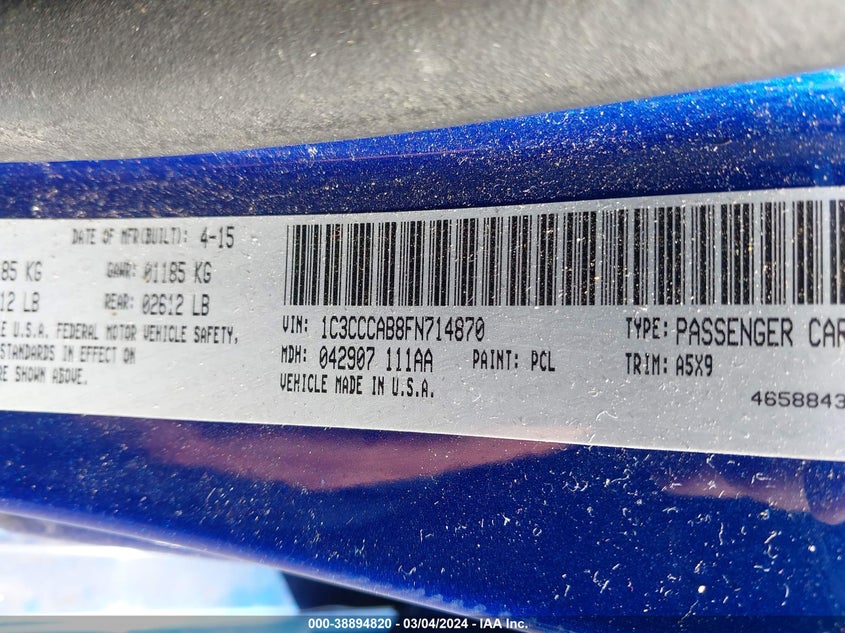 DATE OF MFR(BUILT): 4-15
85 KG GAWR: 01185 KG
12 LB REAR: 02612 LB
LE U.S.A. FEDERAL MOTOR VEHICLE SAFETY,
STANDARDS IN EFFECT ON
RE SHOWN ABOVE.
VIN: 1C3CCCAB8FN714870 TYPE: PASSENGER CAR
MDH: 042907 111AA PAINT: PCL TRIM: A5X9
VEHICLE MADE IN U.S.A.
4658843
000-38894820 - 03/04/2024 - IAA Inc.